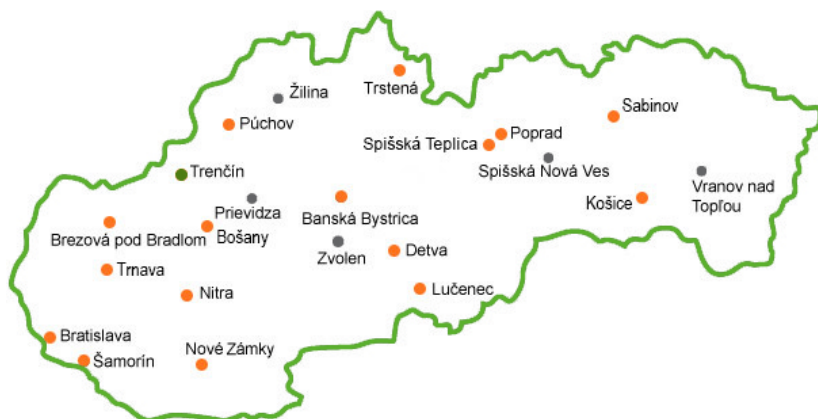 Trstená
Žilina
Sabinov
Púchov
Poprad
Spišská Teplica
Spišská Nová Ves
Trenčín
Vranov nad
Topľou
Prievidza
Košice
Banská Bystrica
Bošany
Brezová pod Bradlom
Zvolen
Detva
Trnava
Lučenec
Nitra
Bratislava
Nové Zámky
Šamorín